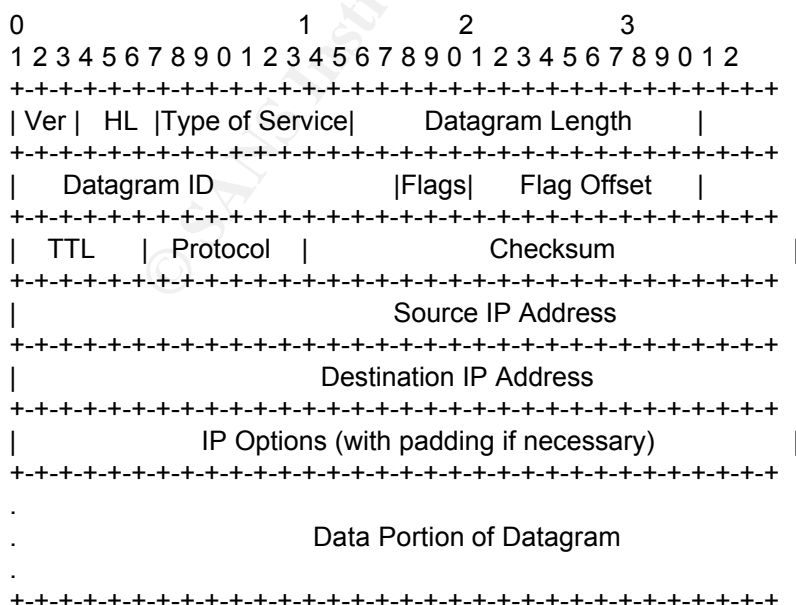 0 1 2 3
1 2 3 4 5 6 7 8 9 0 1 2 3 4 5 6 7 8 9 0 1 2 3 4 5 6 7 8 9 0 1 2
+-+-+-+-+-+-+-+-+-+-+-+-+-+-+-+-+-+-+-+-+-+-+-+-+-+-+-+-+-+-+-+
| Ver | HL |Type of Service| Datagram Length |
+-+-+-+-+-+-+-+-+-+-+-+-+-+-+-+-+-+-+-+-+-+-+-+-+-+-+-+-+-+-+-+
| Datagram ID |Flags| Flag Offset |
+-+-+-+-+-+-+-+-+-+-+-+-+-+-+-+-+-+-+-+-+-+-+-+-+-+-+-+-+-+-+-+
| TTL | Protocol | Checksum |
+-+-+-+-+-+-+-+-+-+-+-+-+-+-+-+-+-+-+-+-+-+-+-+-+-+-+-+-+-+-+-+
| Source IP Address
+-+-+-+-+-+-+-+-+-+-+-+-+-+-+-+-+-+-+-+-+-+-+-+-+-+-+-+-+-+-+-+
| Destination IP Address
+-+-+-+-+-+-+-+-+-+-+-+-+-+-+-+-+-+-+-+-+-+-+-+-+-+-+-+-+-+-+-+
| IP Options (with padding if necessary) |
+-+-+-+-+-+-+-+-+-+-+-+-+-+-+-+-+-+-+-+-+-+-+-+-+-+-+-+-+-+-+-+
.
. Data Portion of Datagram
.
+-+-+-+-+-+-+-+-+-+-+-+-+-+-+-+-+-+-+-+-+-+-+-+-+-+-+-+-+-+-+-+
© SANS